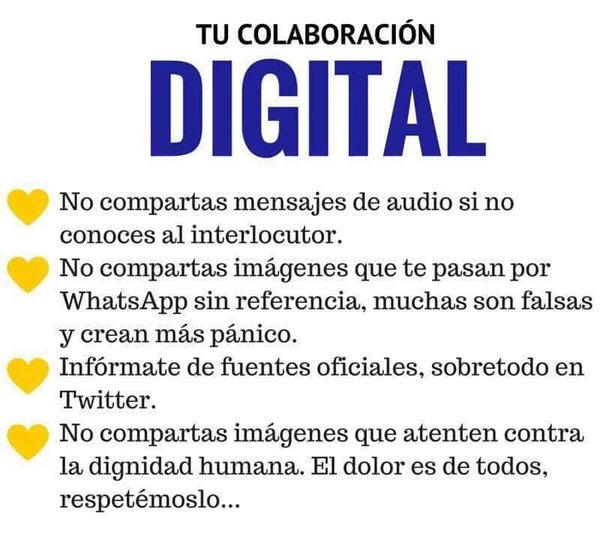 TU COLABORACIÓN
DIGITAL
No compartas mensajes de audio si no
conoces al interlocutor.
No compartas imágenes que te pasan por
WhatsApp sin referencia, muchas son falsas
y crean más pánico.
Infórmate de fuentes oficiales, sobretodo en
Twitter.
No compartas imágenes que atenten contra
la dignidad humana. El dolor es de todos,
respetémoslo...